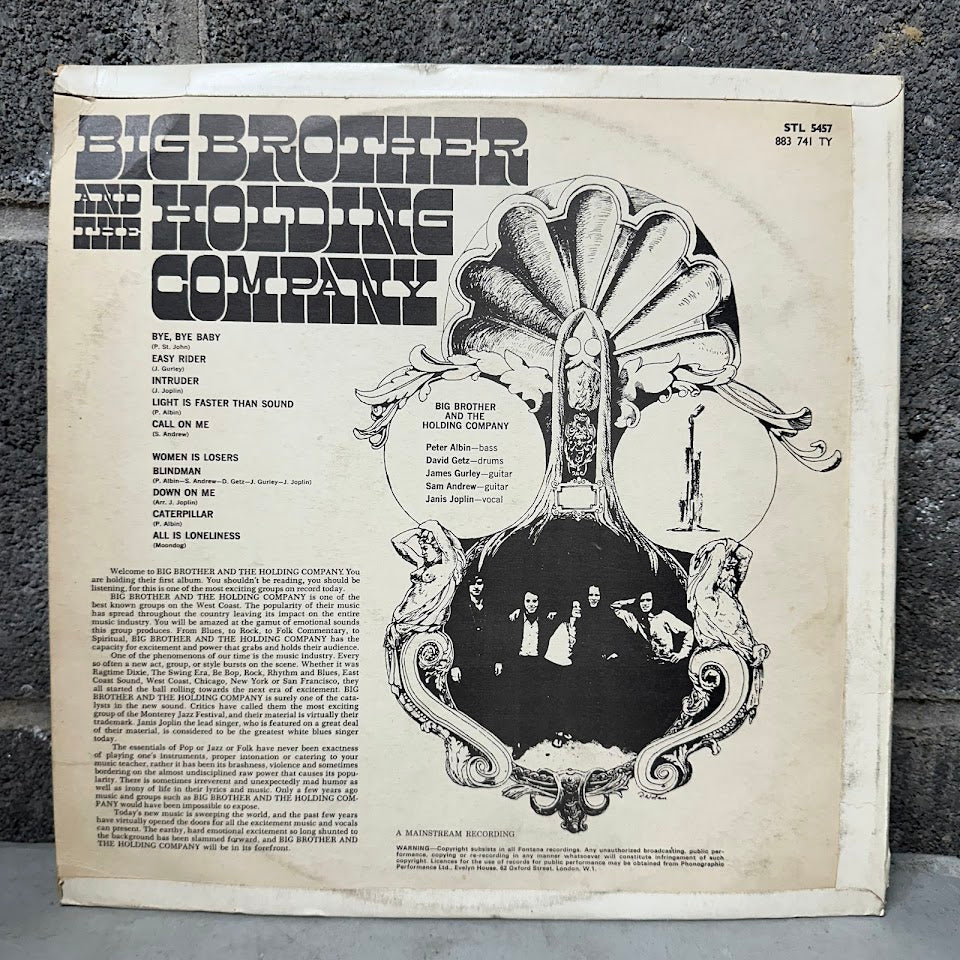 BIG BROTHER
AND THE HOLDING
COMPANY
STL 5457
883 741 TY
BYE, BYE BABY
(P. St. John)
EASY RIDER
(J. Gurley)
INTRUDER
(J. Joplin)
LIGHT IS FASTER THAN SOUND
(P. Albin)
CALL ON ME
(S. Andrew)
WOMEN IS LOSERS
BLINDMAN
(P. Albin—S. Andrew—D. Getz—J. Gurley—J. Joplin)
DOWN ON ME
(Arr. J. Joplin)
CATERPILLAR
(P. Albin)
ALL IS LONELINESS
(Moondog)
BIG BROTHER
AND THE
HOLDING COMPANY
Peter Albin—bass
David Getz—drums
James Gurley—guitar
Sam Andrew—guitar
Janis Joplin—vocal
Welcome to BIG BROTHER AND THE HOLDING COMPANY. You
are holding their first album. You shouldn't be reading, you should be
listening, for this is one of the most exciting groups on record today.
BIG BROTHER AND THE HOLDING COMPANY is one of the
best known groups on the West Coast. The popularity of their music
has spread throughout the country leaving its impact on the entire
music industry. You will be amazed at the gamut of emotional sounds
this group produces. From Blues, to Rock, to Folk Commentary, to
Spiritual, BIG BROTHER AND THE HOLDING COMPANY has the
capacity for excitement and power that grabs and holds their audience.
One of the phenomenons of our time is the music industry. Every
so often a new act, group, or style bursts on the scene. Whether it was
Ragtime Dixie, The Swing Era, Be Bop, Rock, Rhythm and Blues, East
Coast Sound, West Coast, Chicago, New York or San Francisco, they
all started the ball rolling towards the next era of excitement. BIG
BROTHER AND THE HOLDING COMPANY is surely one of the cata-
lysts in the new sound. Critics have called them the most exciting
group of the Monterey Jazz Festival, and their material is virtually their
trademark. Janis Joplin the lead singer, who is featured on a great deal
of their material, is considered to be the greatest white blues singer
today.
The essentials of Pop or Jazz or Folk have never been exactness
of playing one's instruments, proper intonation or catering to your
music teacher, rather it has been its brashness, violence and sometimes
bordering on the almost undisciplined raw power that causes its popu-
larity. There is sometimes irreverent and unexpectedly mad humor as
well as irony of life in their lyrics and music. Only a few years ago
music and groups such as BIG BROTHER AND THE HOLDING COM-
PANY would have been impossible to expose.
Today's new music is sweeping the world, and the past few years
have virtually opened the doors for all the excitement music and vocals
can present. The earthy, hard emotional excitement so long shunted to
the background has been slammed forward, and BIG BROTHER AND
THE HOLDING COMPANY will be in its forefront.
A MAINSTREAM RECORDING
WARNING—Copyright subsists in all Fontana recordings. Any unauthorized broadcasting, public per-
formance, copying or re-recording in any manner whatsoever will constitute infringement of such
copyright. Licences for the use of records for public performance may be obtained from Phonographic
Performance Ltd., Evelyn House, 62 Oxford Street, London, W.1.